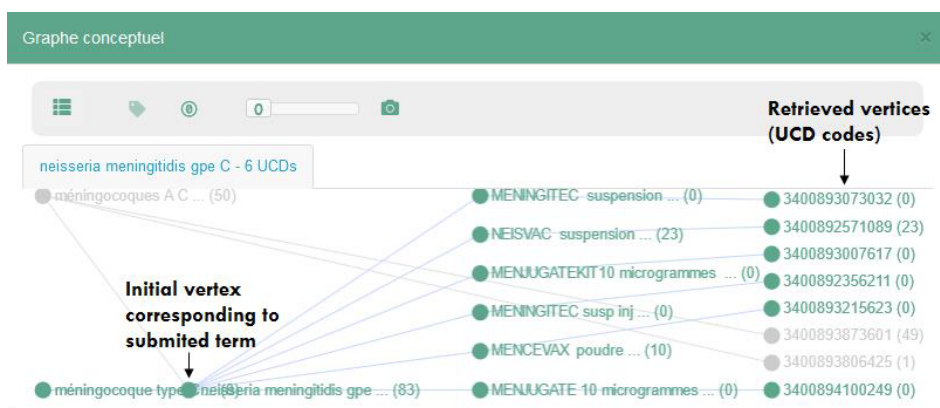 Graphe conceptuel ×
0 0
Retrieved vertices
(UCD codes)
neisseria meningitidis gpe C - 6 UCDs
méningocoques A C ... (50)
MENINGITEC suspension ... (0)
3400893073032 (0)
NEISVAC suspension ... (23)
3400892571089 (23)
3400893007617 (0)
MENJUGATEKIT 10 microgrammes ... (0)
3400892356211 (0)
Initial vertex
corresponding to
submited term
MENINGITEC susp inj ... (0)
3400893215623 (0)
3400893873601 (49)
MENCEVAX poudre ... (10)
3400893806425 (1)
méningocoque type neisseria meningitidis gpe ... (83)
MENJUGATE 10 microgrammes ... (0)
3400894100249 (0)